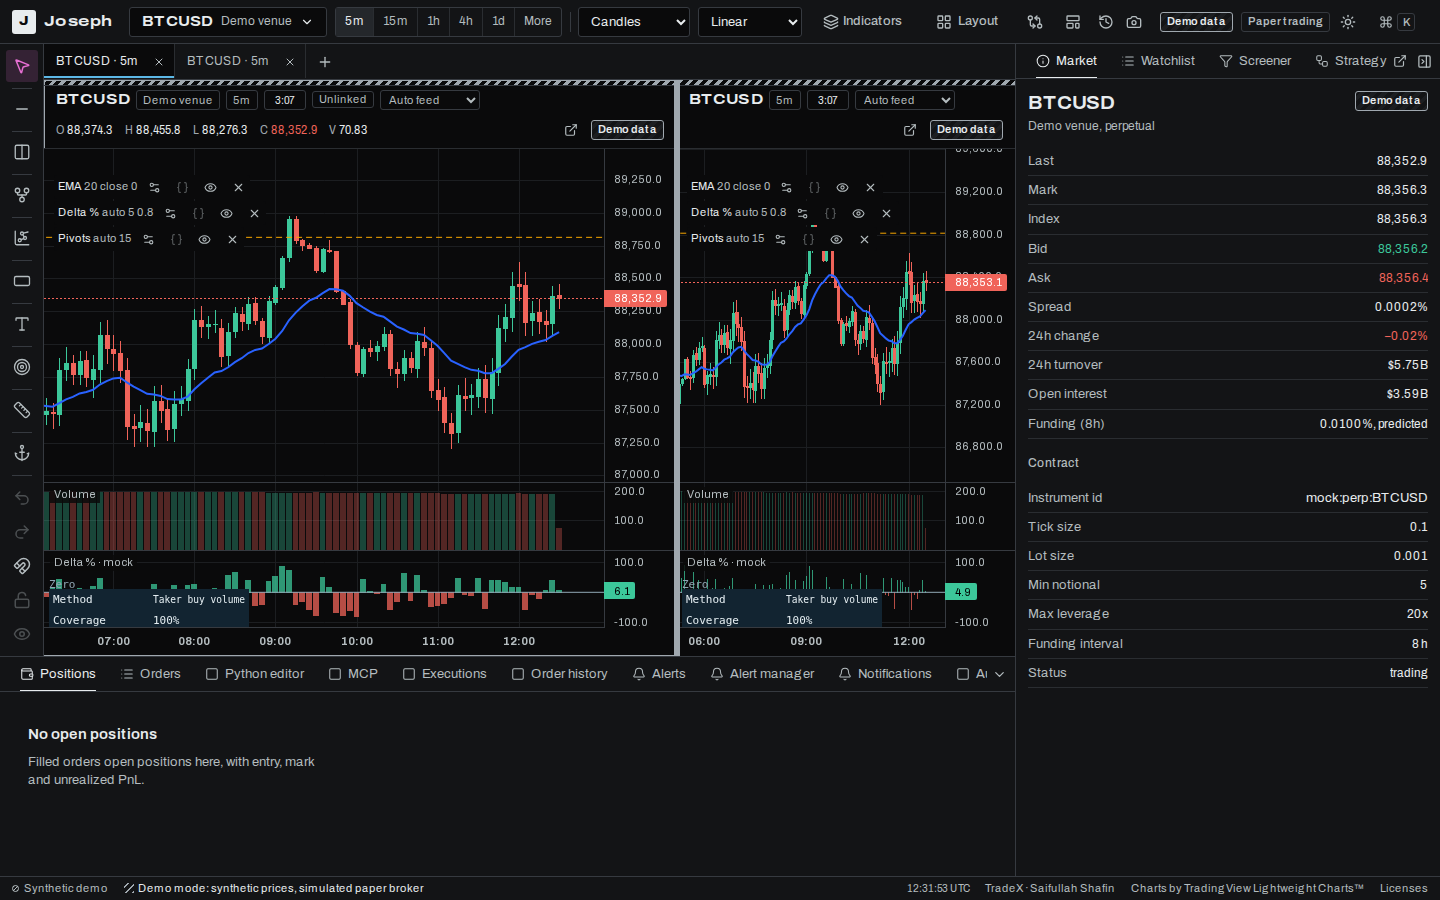 J Joseph BTCUSD Demo venue 5m 15m 1h 4h 1d More Candles Linear Indicators Layout Demo data Paper trading ⌘ K
BTCUSD · 5m × BTCUSD · 5m × +
Market Watchlist Screener Strategy
BTCUSD Demo venue 5m 3:07 Unlinked Auto feed
O 88,374.3 H 88,455.8 L 88,276.3 C 88,352.9 V 70.83 Demo data
EMA 20 close 0
Delta % auto 5 0.8
Pivots auto 15
89,250.0
89,000.0
88,750.0
88,500.0
88,352.9
88,250.0
88,000.0
87,750.0
87,500.0
87,250.0
87,000.0
Volume
200.0
100.0
Delta % · mock
100.0
Zero
6.1
Method Taker buy volume
Coverage 100%
-100.0
07:00 08:00 09:00 10:00 11:00 12:00
BTCUSD 5m 3:07 Auto feed
Demo data
EMA 20 close 0
Delta % auto 5 0.8
Pivots auto 15
89,200.0
88,800.0
88,353.1
88,000.0
87,600.0
87,200.0
86,800.0
Volume
200.0
100.0
Delta % · mock
100.0
Zero
4.9
Method Taker buy volume
Coverage 100%
-100.0
06:00 09:00 12:00
BTCUSD Demo data
Demo venue, perpetual
Last 88,352.9
Mark 88,356.3
Index 88,356.3
Bid 88,356.2
Ask 88,356.4
Spread 0.0002%
24h change −0.02%
24h turnover $5.75B
Open interest $3.59B
Funding (8h) 0.0100%, predicted
Contract
Instrument id mock:perp:BTCUSD
Tick size 0.1
Lot size 0.001
Min notional 5
Max leverage 20x
Funding interval 8h
Status trading
Positions Orders Python editor MCP Executions Order history Alerts Alert manager Notifications
No open positions
Filled orders open positions here, with entry, mark
and unrealized PnL.
Synthetic demo Demo mode: synthetic prices, simulated paper broker 12:31:53 UTC TradeX · Saifullah Shafin Charts by TradingView Lightweight Charts™ Licenses